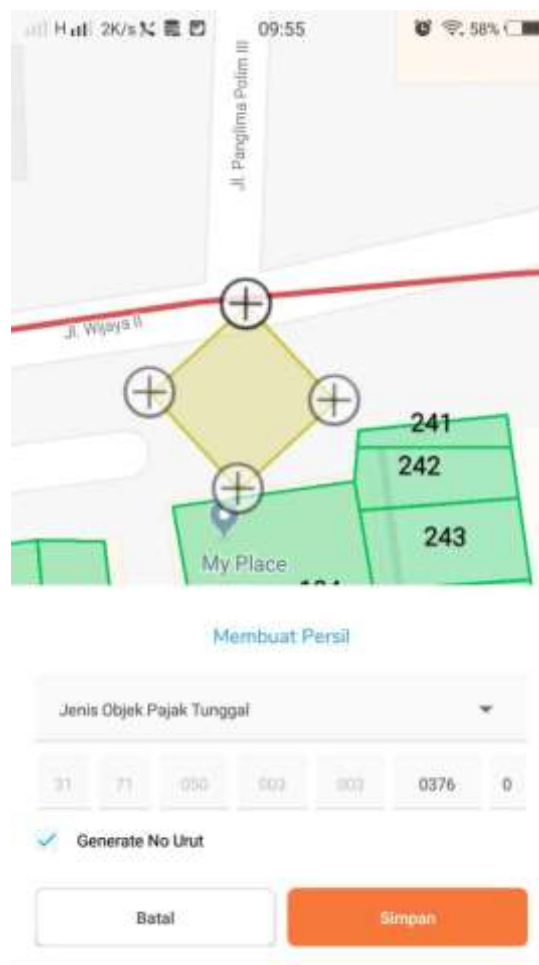 H 2K/s 09:55 58%
Jl. Panglima Polim III
Jl. Wijaya II
241
242
243
My Place
Membuat Persil
Jenis Objek Pajak Tunggal
31 71 050 003 003 0376 0
Generate No Urut
Batal Simpan